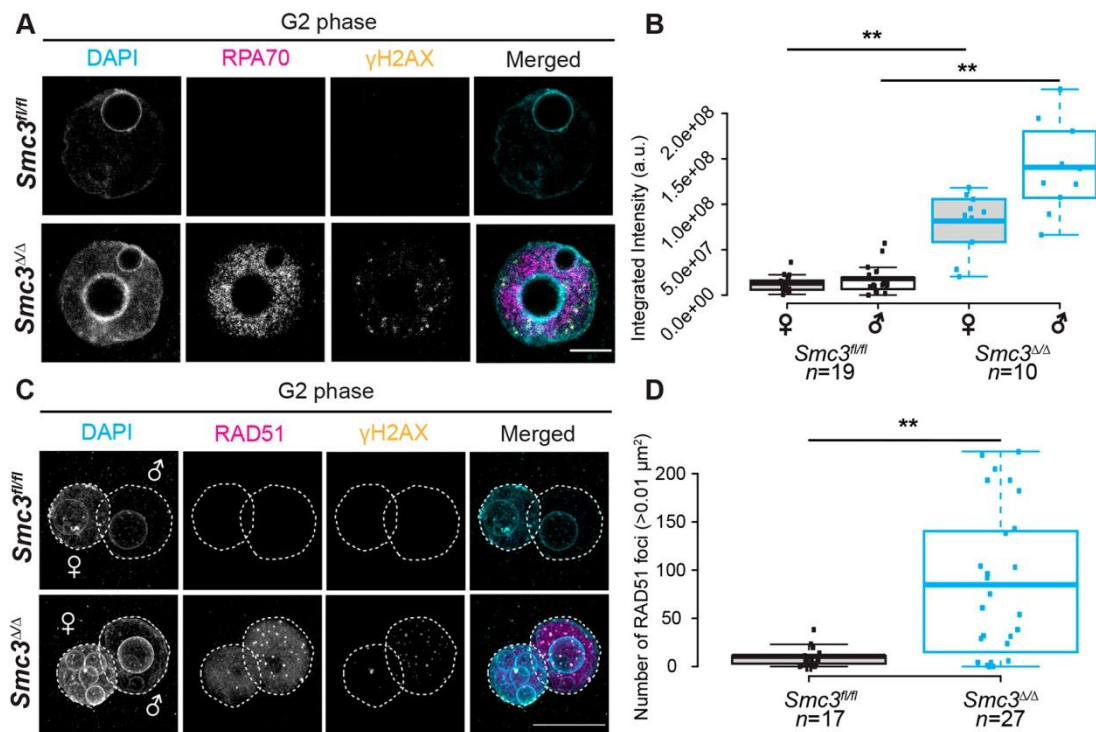 A
G2 phase
DAPI RPA70 γH2AX Merged
Smc3fl/fl
Smc3Δ/Δ
B
** **
Integrated Intensity (a.u.)
2.0e+08
1.5e+08
1.0e+08
5.0e+07
0.0e+00
♀ ♂ ♀ ♂
Smc3fl/fl Smc3Δ/Δ
n=19 n=10
C
G2 phase
DAPI RAD51 γH2AX Merged
Smc3fl/fl
♂
♀
Smc3Δ/Δ
♀
♂
D
**
Number of RAD51 foci (>0.01 µm²)
200
150
100
50
0
Smc3fl/fl Smc3Δ/Δ
n=17 n=27